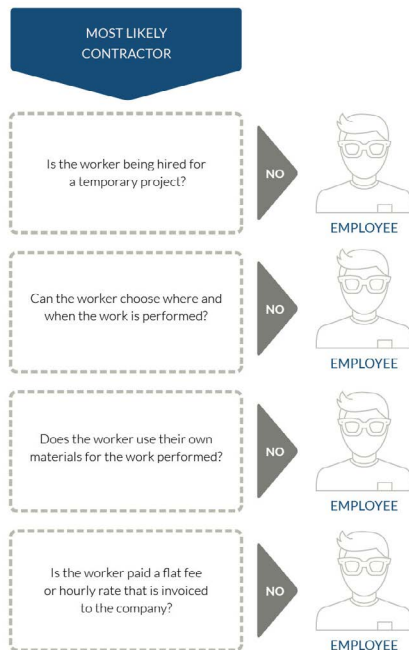 MOST LIKELY
CONTRACTOR
Is the worker being hired for
a temporary project?
NO
EMPLOYEE
Can the worker choose where and
when the work is performed?
NO
EMPLOYEE
Does the worker use their own
materials for the work performed?
NO
EMPLOYEE
Is the worker paid a flat fee
or hourly rate that is invoiced
to the company?
NO
EMPLOYEE